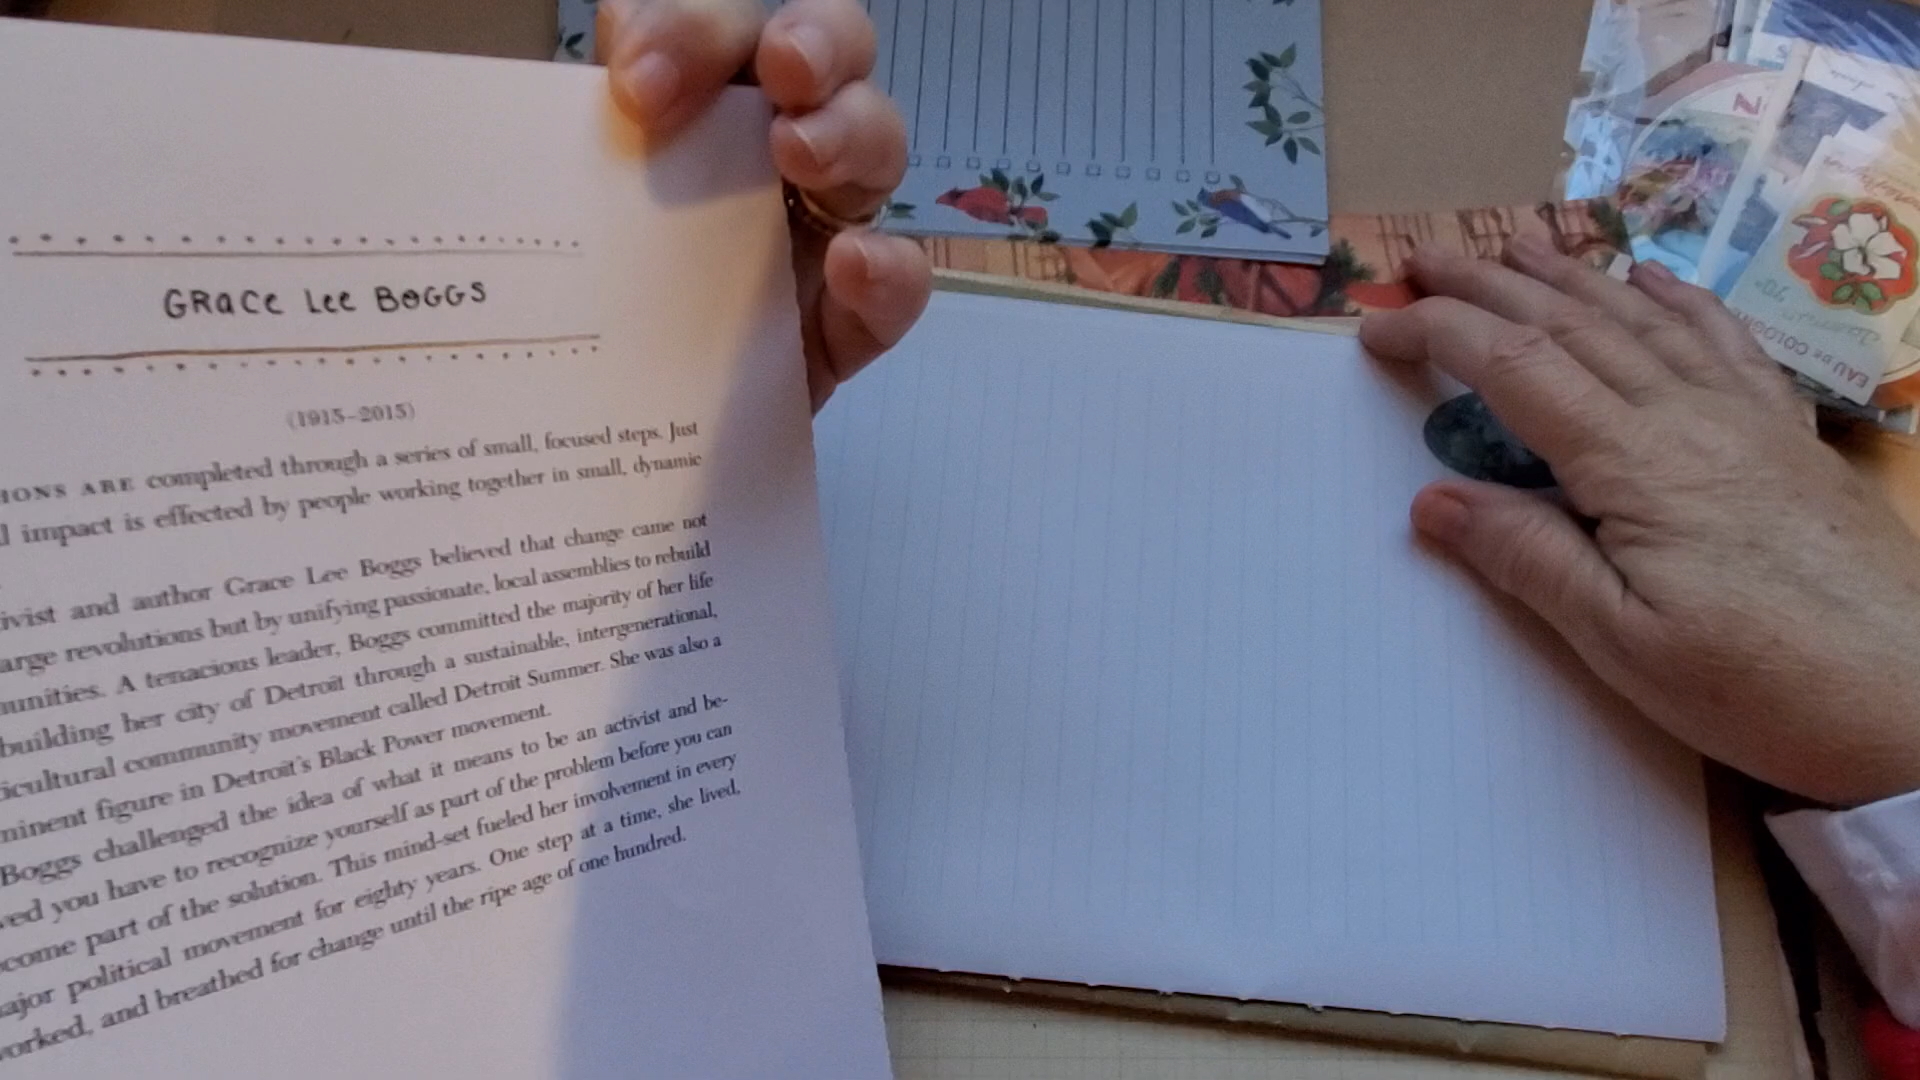 GRace Lee BOGGS
(1915–2015)
IONS ARE completed through a series of small, focused steps. Just
l impact is effected by people working together in small, dynamic
ivist and author Grace Lee Boggs believed that change came not
arge revolutions but by unifying passionate, local assemblies to rebuild
unities. A tenacious leader, Boggs committed the majority of her life
building her city of Detroit through a sustainable, intergenerational,
icultural community movement called Detroit Summer. She was also a
minent figure in Detroit's Black Power movement.
Boggs challenged the idea of what it means to be an activist and be-
ved you have to recognize yourself as part of the problem before you can
come part of the solution. This mind-set fueled her involvement in every
ajor political movement for eighty years. One step at a time, she lived,
orked, and breathed for change until the ripe age of one hundred.
EAU DE COLOGNE
70°